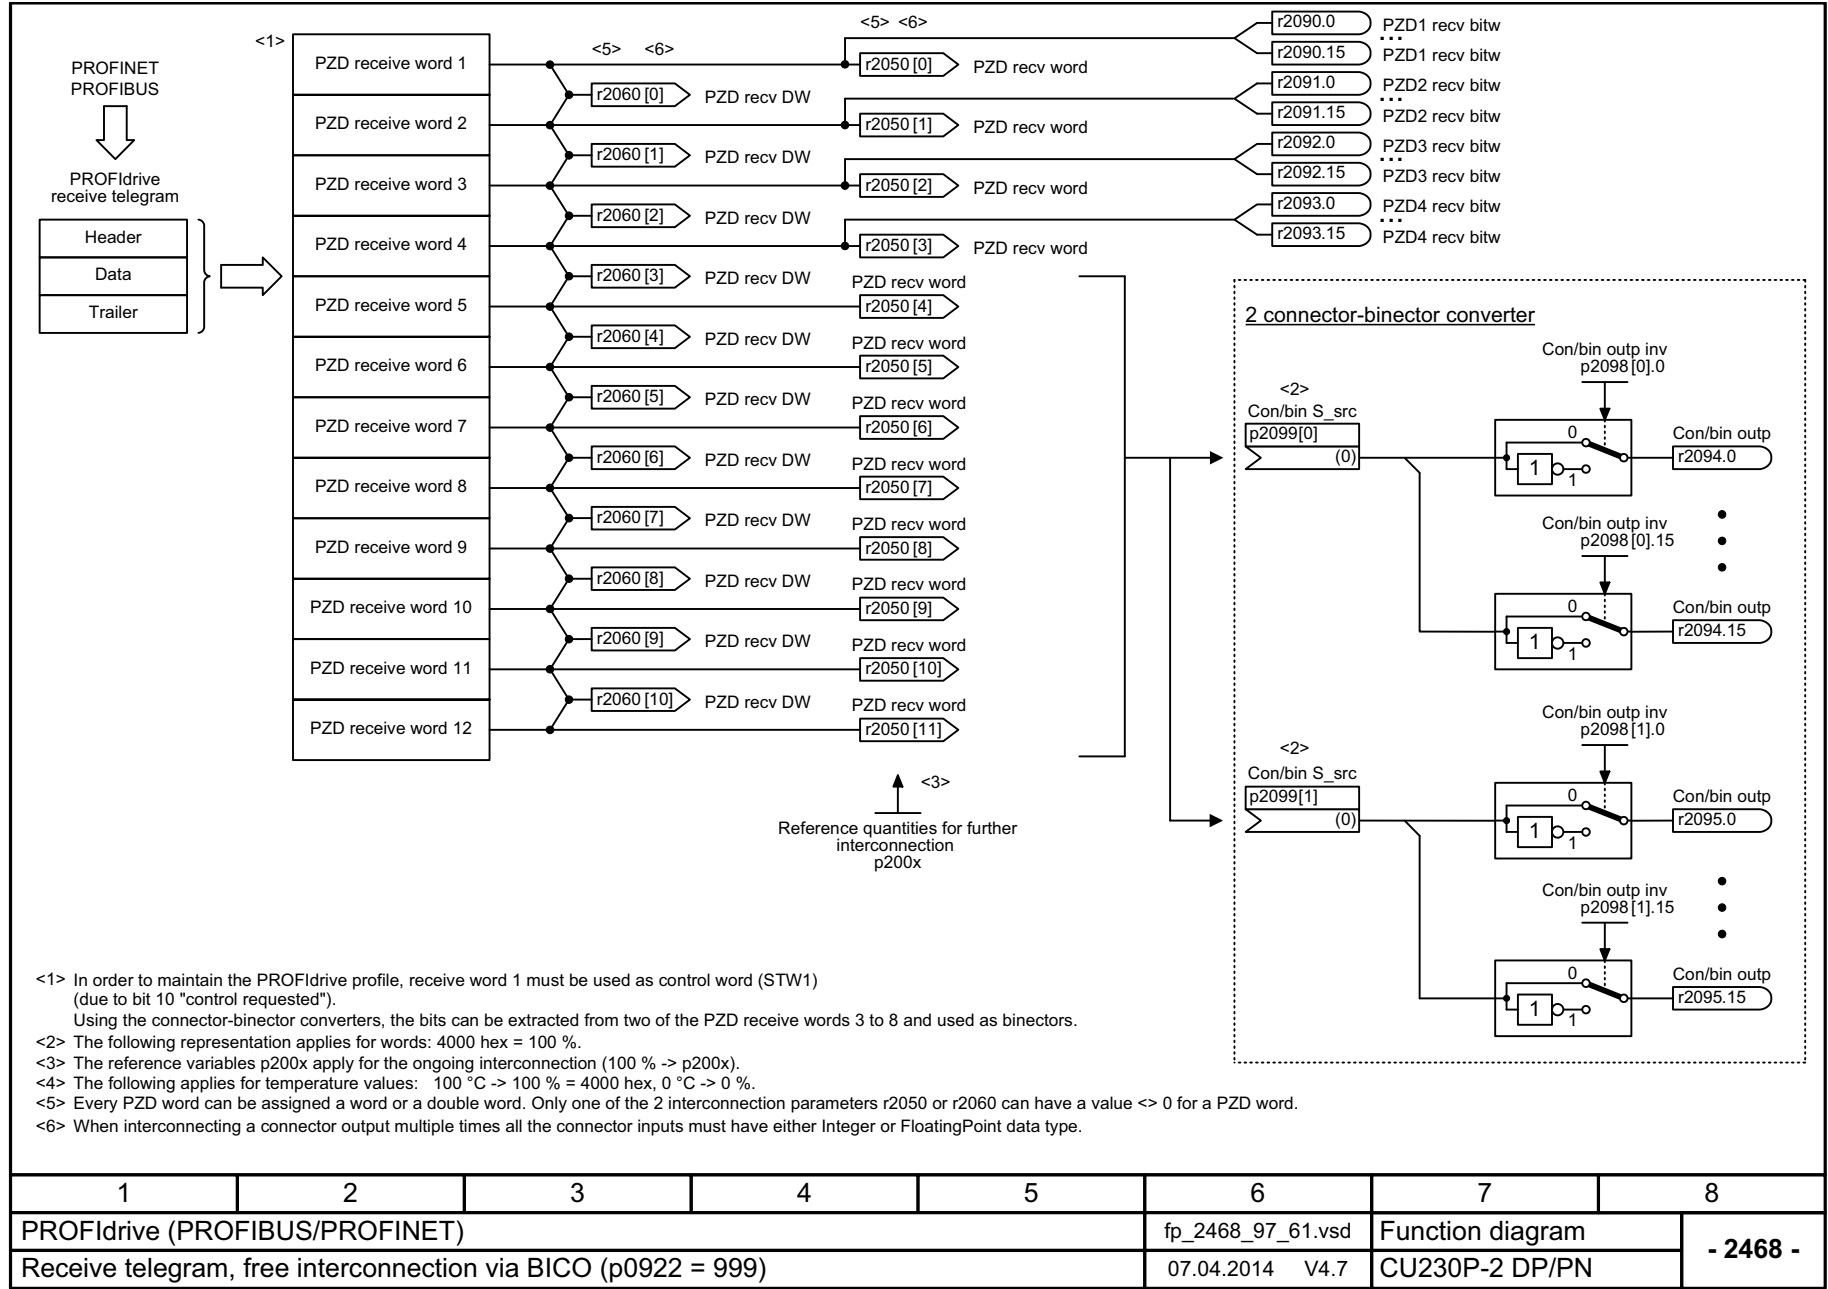 PROFINET
PROFIBUS
PROFIdrive
receive telegram
Header
Data
Trailer
<1>
PZD receive word 1
PZD receive word 2
PZD receive word 3
PZD receive word 4
PZD receive word 5
PZD receive word 6
PZD receive word 7
PZD receive word 8
PZD receive word 9
PZD receive word 10
PZD receive word 11
PZD receive word 12
<5> <6>
r2060 [0] PZD recv DW
r2060 [1] PZD recv DW
r2060 [2] PZD recv DW
r2060 [3] PZD recv DW
r2060 [4] PZD recv DW
r2060 [5] PZD recv DW
r2060 [6] PZD recv DW
r2060 [7] PZD recv DW
r2060 [8] PZD recv DW
r2060 [9] PZD recv DW
r2060 [10] PZD recv DW
<5> <6>
r2050 [0] PZD recv word
r2050 [1] PZD recv word
r2050 [2] PZD recv word
r2050 [3] PZD recv word
PZD recv word
r2050 [4]
PZD recv word
r2050 [5]
PZD recv word
r2050 [6]
PZD recv word
r2050 [7]
PZD recv word
r2050 [8]
PZD recv word
r2050 [9]
PZD recv word
r2050 [10]
PZD recv word
r2050 [11]
<3>
Reference quantities for further
interconnection
p200x
r2090.0 PZD1 recv bitw
...
r2090.15 PZD1 recv bitw
r2091.0 PZD2 recv bitw
...
r2091.15 PZD2 recv bitw
r2092.0 PZD3 recv bitw
...
r2092.15 PZD3 recv bitw
r2093.0 PZD4 recv bitw
...
r2093.15 PZD4 recv bitw
2 connector-binector converter
Con/bin outp inv
p2098 [0].0
<2>
Con/bin S_src
p2099[0]
(0)
0
1
1
Con/bin outp
r2094.0
Con/bin outp inv
p2098 [0].15
0
1
1
Con/bin outp
r2094.15
Con/bin outp inv
p2098 [1].0
<2>
Con/bin S_src
p2099[1]
(0)
0
1
1
Con/bin outp
r2095.0
Con/bin outp inv
p2098 [1].15
0
1
1
Con/bin outp
r2095.15
<1> In order to maintain the PROFIdrive profile, receive word 1 must be used as control word (STW1)
(due to bit 10 "control requested").
Using the connector-binector converters, the bits can be extracted from two of the PZD receive words 3 to 8 and used as binectors.
<2> The following representation applies for words: 4000 hex = 100 %.
<3> The reference variables p200x apply for the ongoing interconnection (100 % -> p200x).
<4> The following applies for temperature values: 100 °C -> 100 % = 4000 hex, 0 °C -> 0 %.
<5> Every PZD word can be assigned a word or a double word. Only one of the 2 interconnection parameters r2050 or r2060 can have a value <> 0 for a PZD word.
<6> When interconnecting a connector output multiple times all the connector inputs must have either Integer or FloatingPoint data type.
1 2 3 4 5 6 7 8
PROFIdrive (PROFIBUS/PROFINET) fp_2468_97_61.vsd Function diagram
- 2468 -
Receive telegram, free interconnection via BICO (p0922 = 999) 07.04.2014 V4.7 CU230P-2 DP/PN